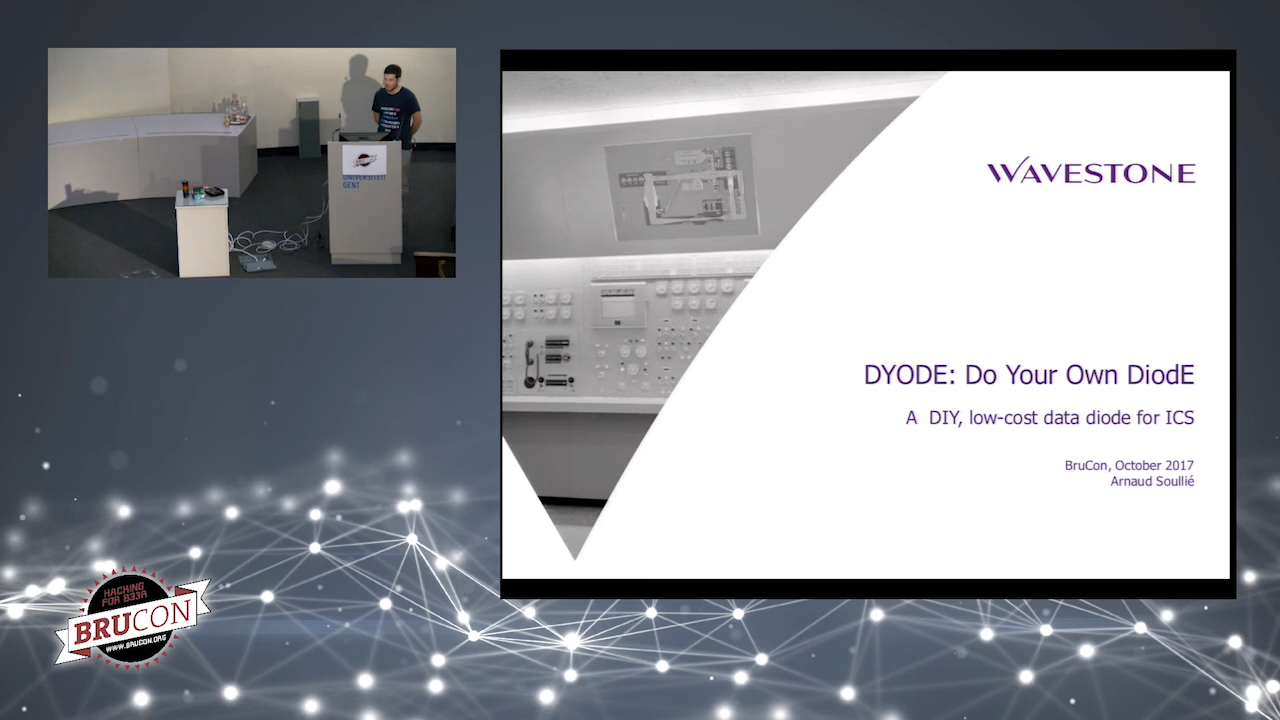 UNIVERSITEIT
GENT
WAVESTONE
DYODE: Do Your Own DiodE
A DIY, low-cost data diode for ICS
BruCon, October 2017
Arnaud Soullié
HACKING
FOR B33R
BRUCON
WWW.BRUCON.ORG